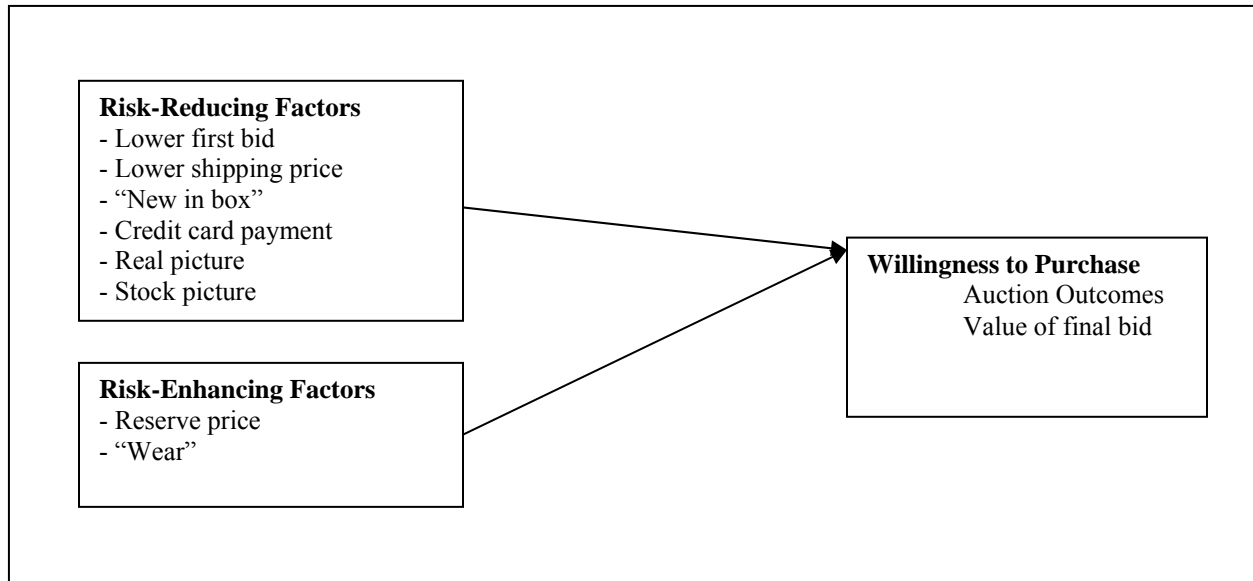 Risk-Reducing Factors
- Lower first bid
- Lower shipping price
- “New in box”
- Credit card payment
- Real picture
- Stock picture
Risk-Enhancing Factors
- Reserve price
- “Wear”
Willingness to Purchase
Auction Outcomes
Value of final bid